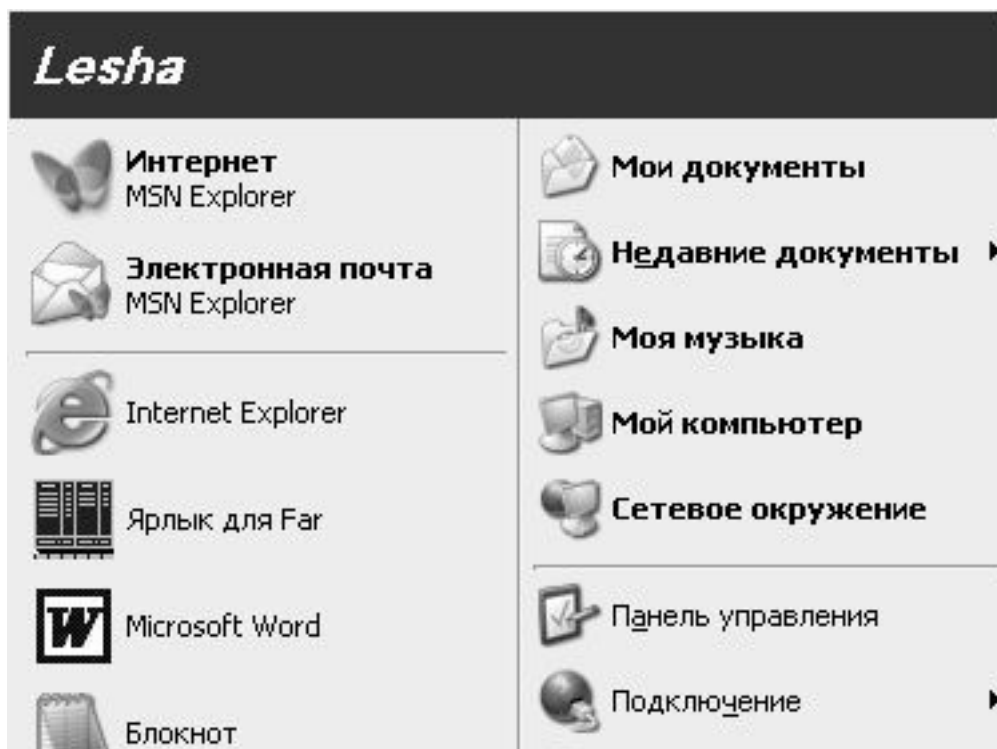 Lesha
Интернет
MSN Explorer
Электронная почта
MSN Explorer
Internet Explorer
Ярлык для Far
Microsoft Word
Блокнот
Мои документы
Недавние документы
Моя музыка
Мой компьютер
Сетевое окружение
Панель управления
Подключение